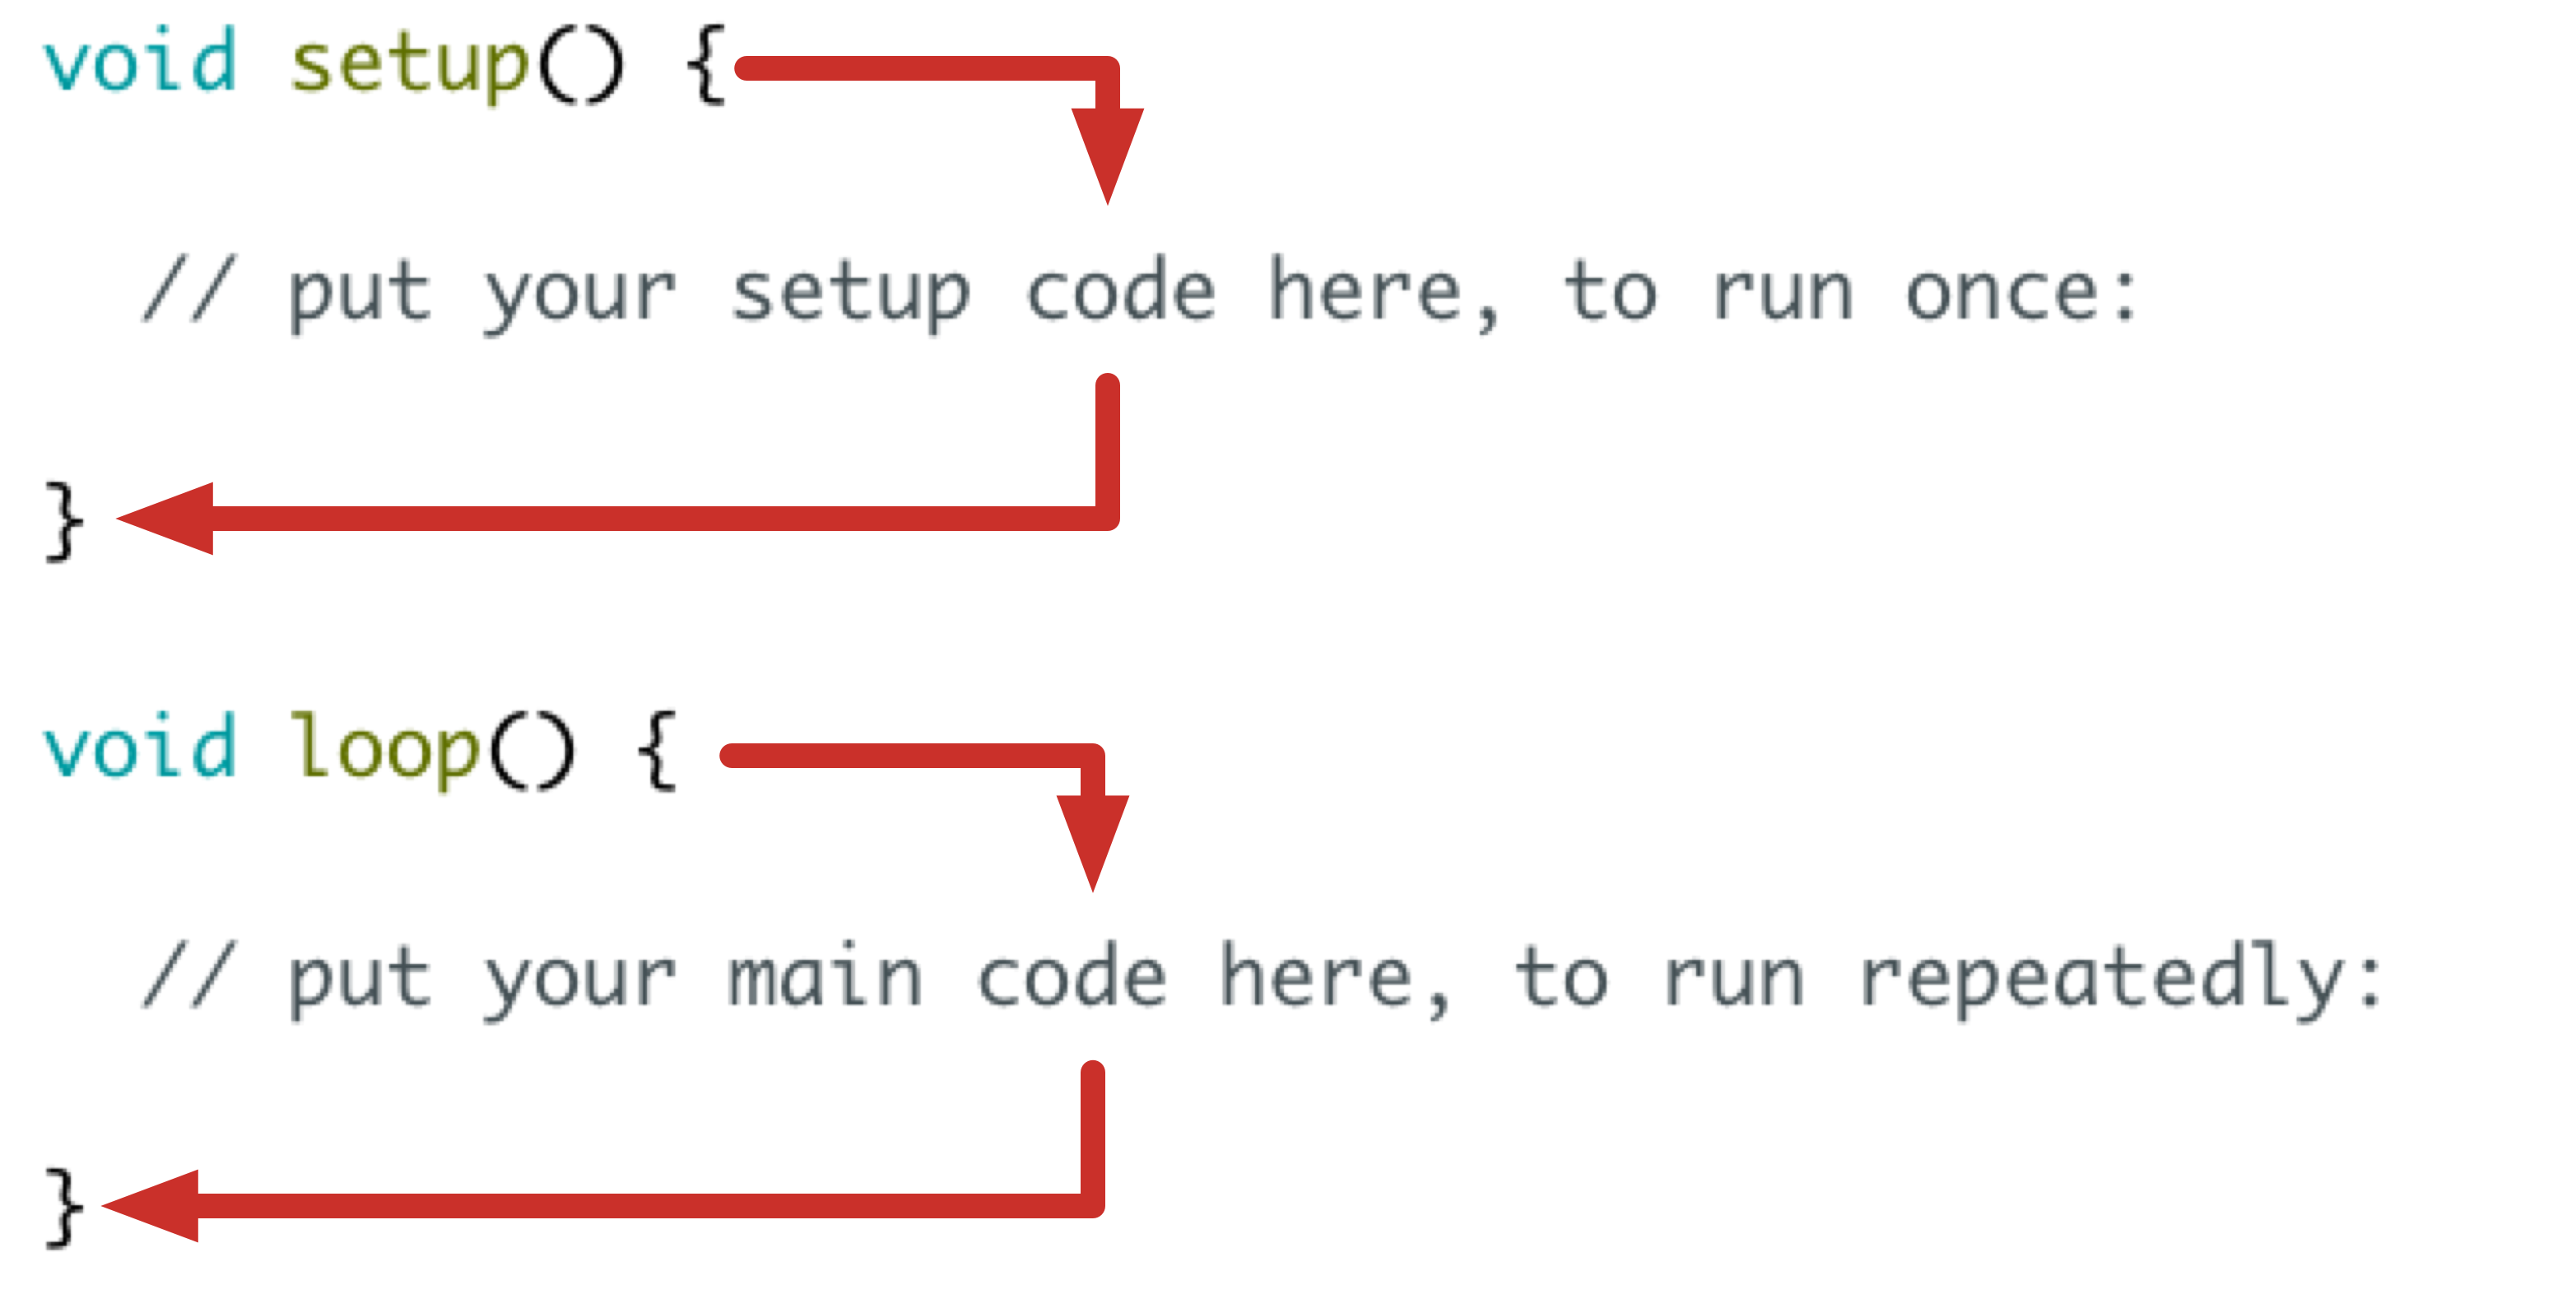 void setup() {
// put your setup code here, to run once:
}
void loop() {
// put your main code here, to run repeatedly:
}